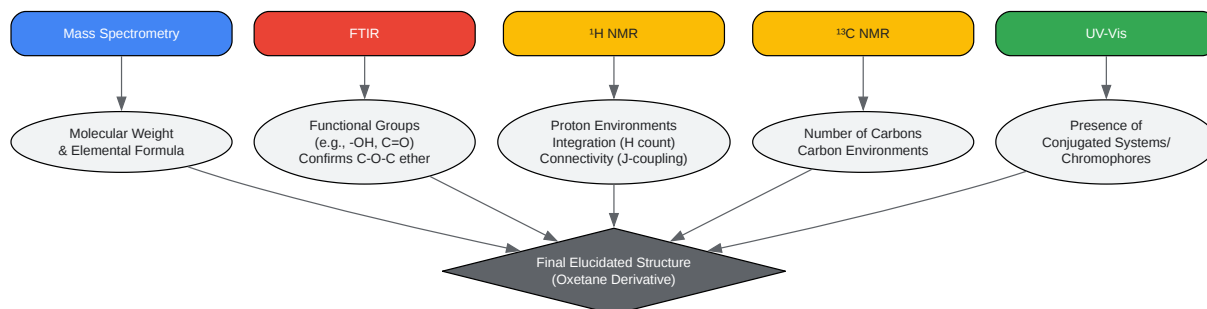 Mass Spectrometry
FTIR
¹H NMR
¹³C NMR
UV-Vis
Molecular Weight
& Elemental Formula
Functional Groups
(e.g., -OH, C=O)
Confirms C-O-C ether
Proton Environments
Integration (H count)
Connectivity (J-coupling)
Number of Carbons
Carbon Environments
Presence of
Conjugated Systems/
Chromophores
Final Elucidated Structure
(Oxetane Derivative)